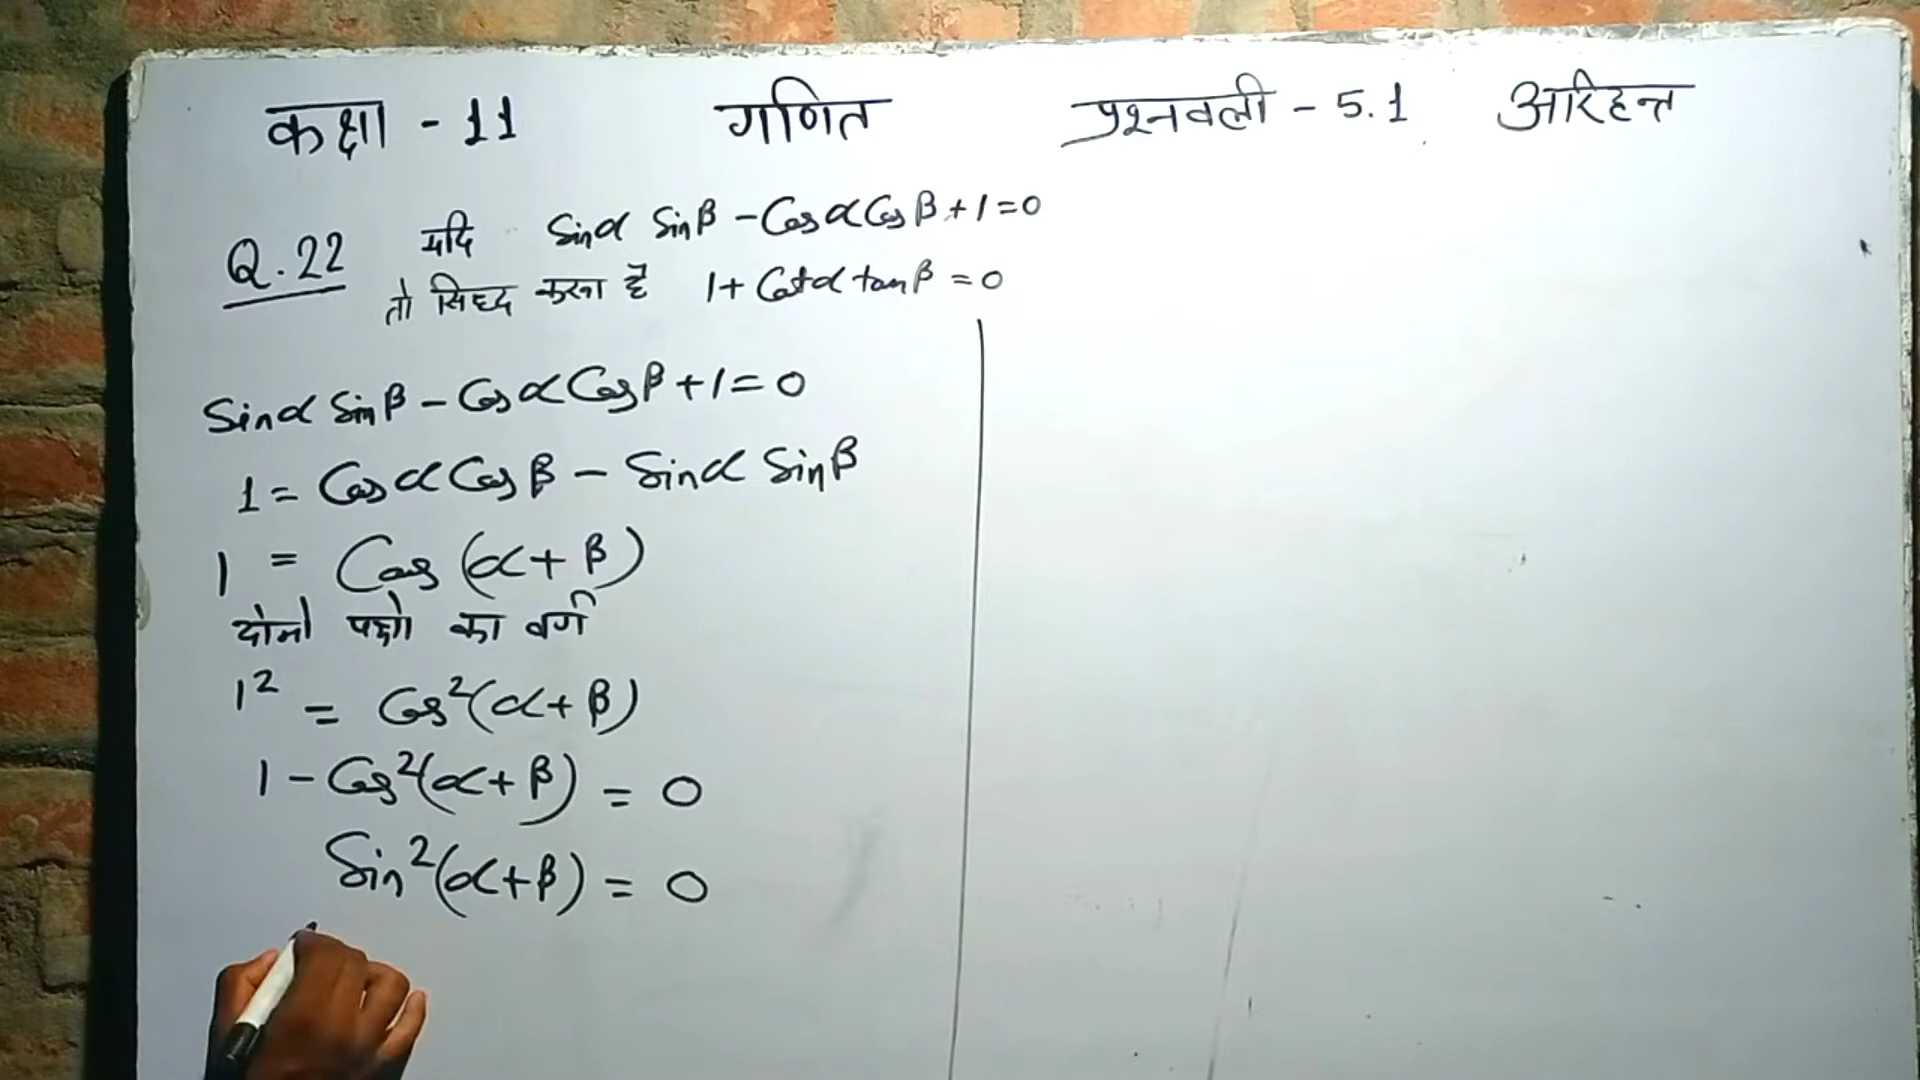 कक्षा - 11 गणित प्रश्नवली - 5.1 अरिहन्त
Q.22 यदि Sinα Sinβ - Cosα Cosβ + 1 = 0
तो सिध्द करना है 1 + Cotα tanβ = 0
Sinα Sinβ - Cosα Cosβ + 1 = 0
1 = Cosα Cosβ - Sinα Sinβ
1 = Cos (α + β)
दोनो पक्षो का वर्ग
1² = Cos²(α + β)
1 - Cos²(α + β) = 0
Sin²(α + β) = 0